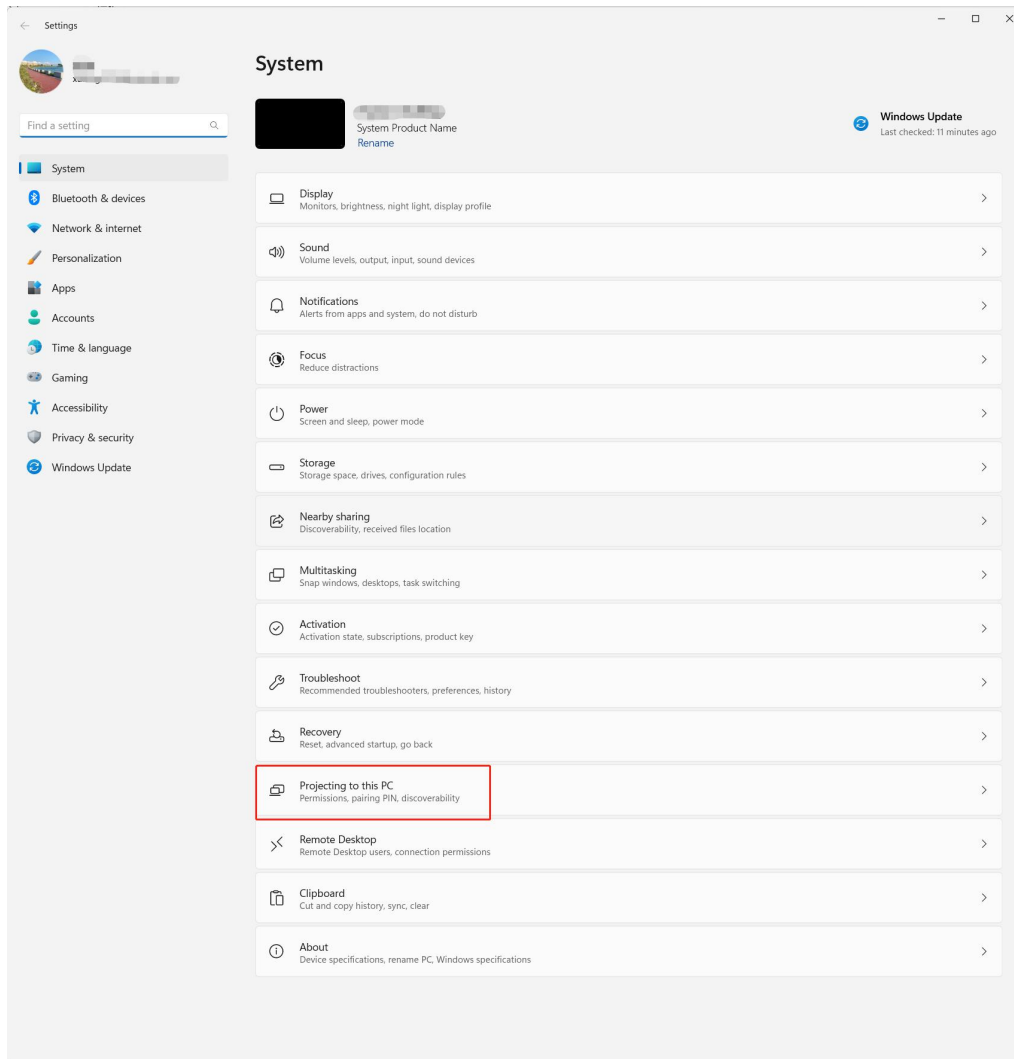 Settings
System
System Product Name
Rename
Windows Update
Last checked: 11 minutes ago
Find a setting
System
Bluetooth & devices
Network & internet
Personalization
Apps
Accounts
Time & language
Gaming
Accessibility
Privacy & security
Windows Update
Display
Monitors, brightness, night light, display profile
Sound
Volume levels, output, input, sound devices
Notifications
Alerts from apps and system, do not disturb
Focus
Reduce distractions
Power
Screen and sleep, power mode
Storage
Storage space, drives, configuration rules
Nearby sharing
Discoverability, received files location
Multitasking
Snap windows, desktops, task switching
Activation
Activation state, subscriptions, product key
Troubleshoot
Recommended troubleshooters, preferences, history
Recovery
Reset, advanced startup, go back
Projecting to this PC
Permissions, pairing PIN, discoverability
Remote Desktop
Remote Desktop users, connection permissions
Clipboard
Cut and copy history, sync, clear
About
Device specifications, rename PC, Windows specifications